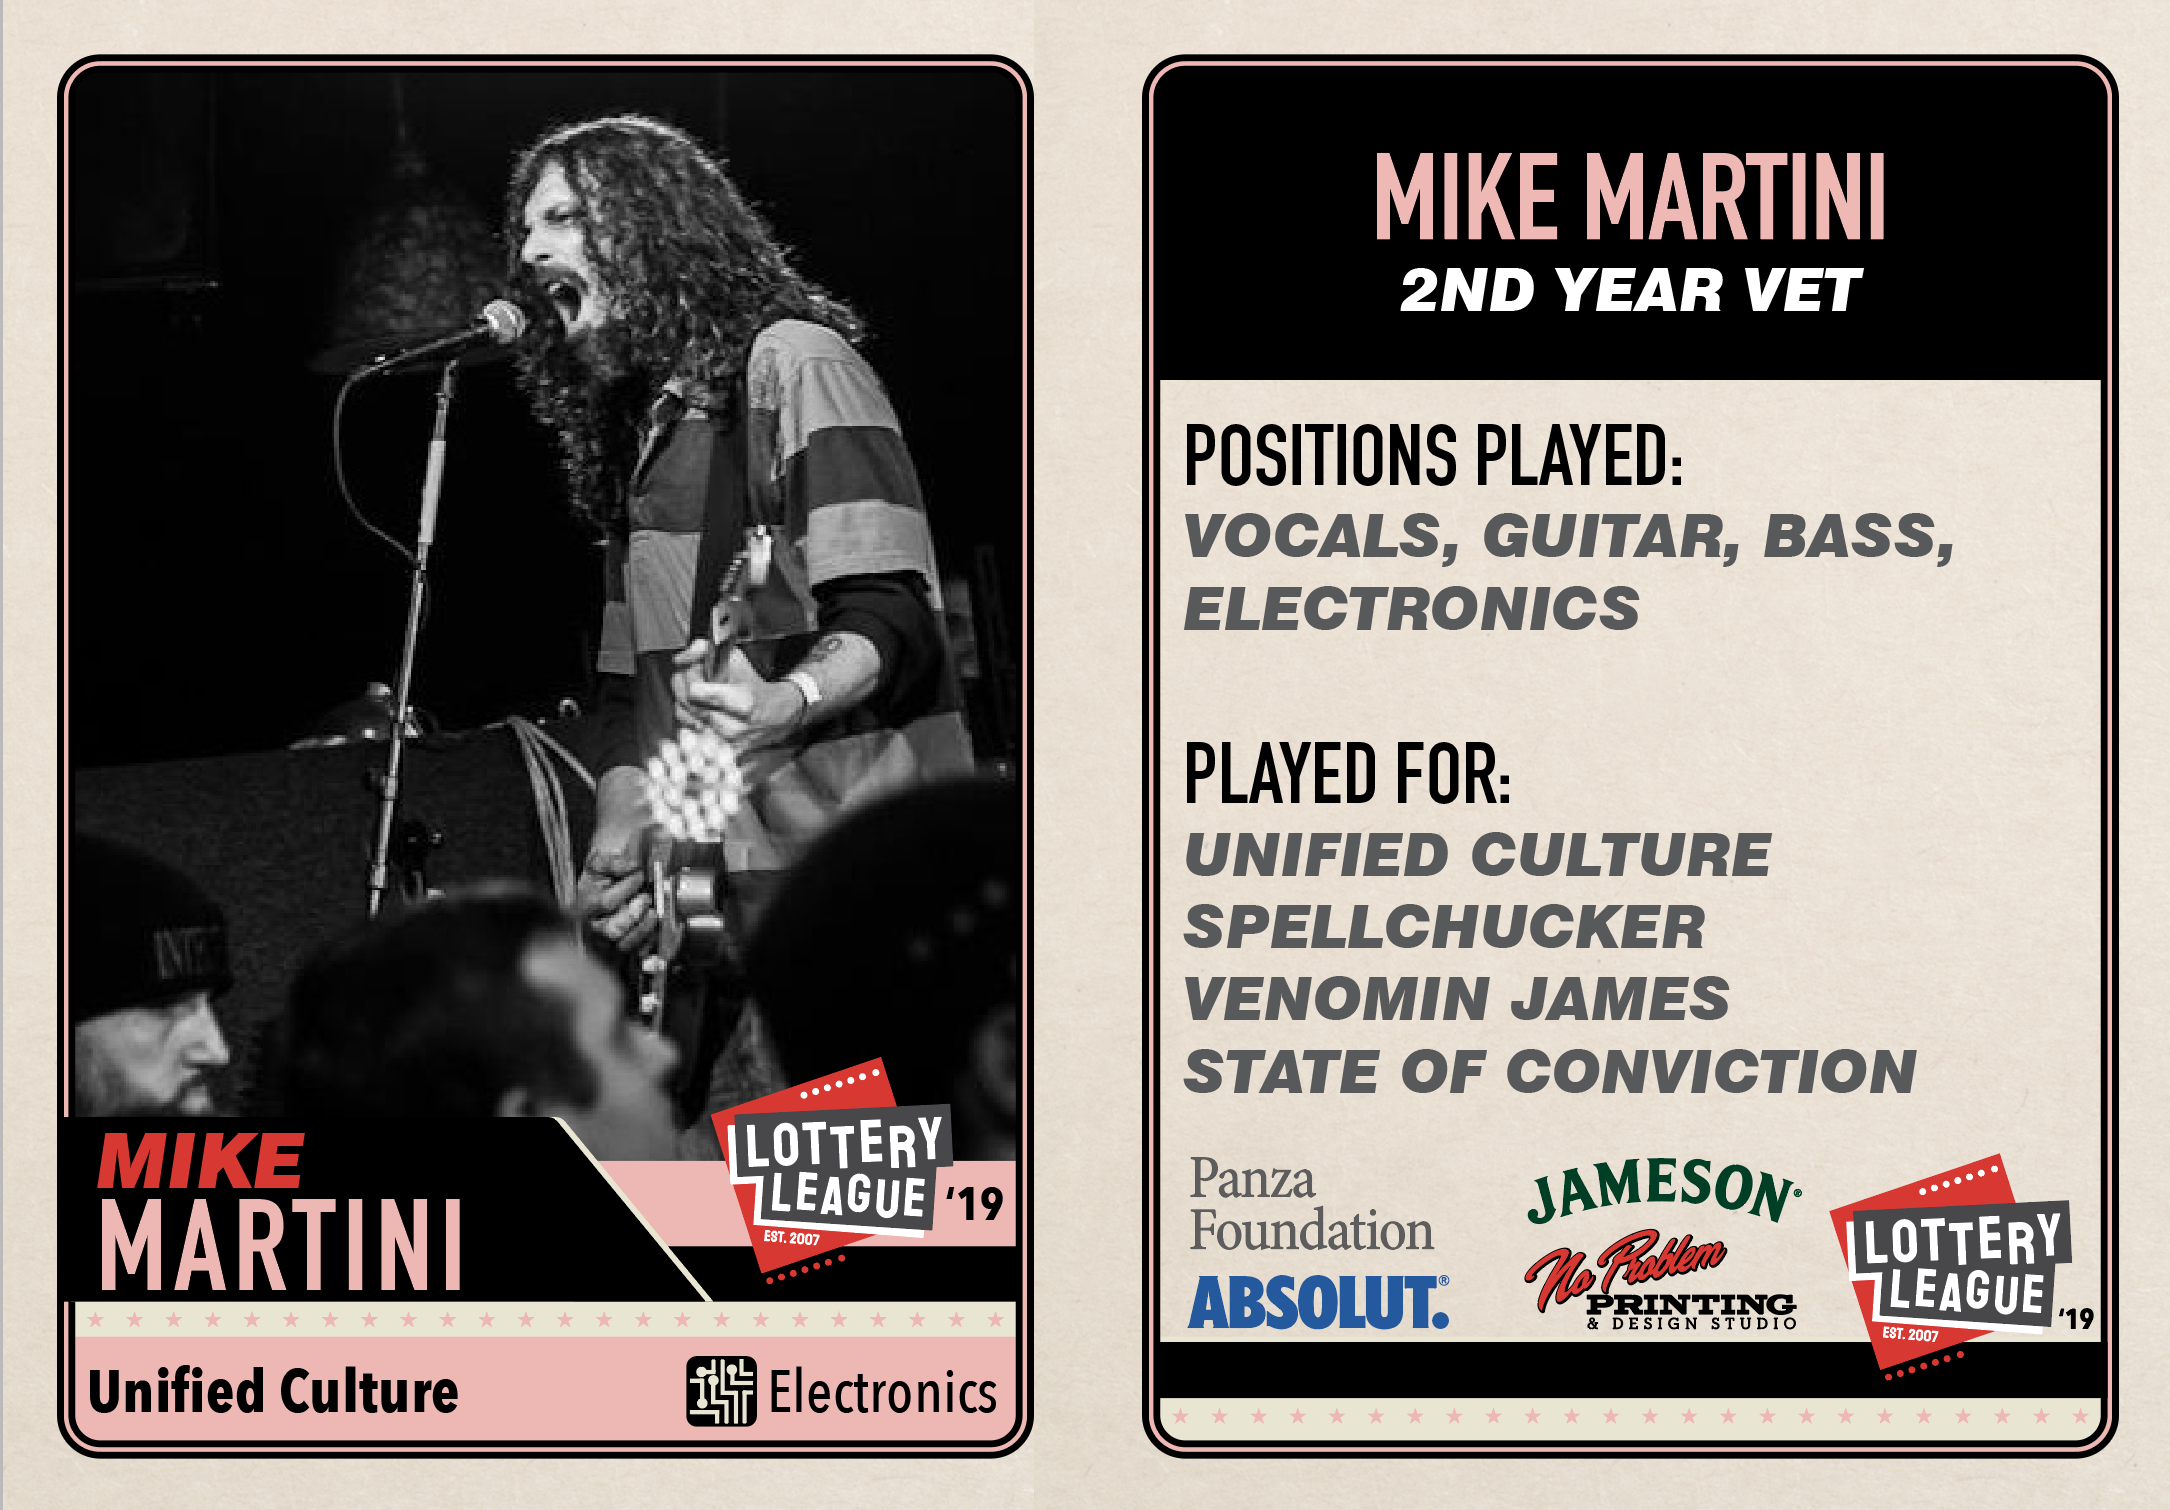 MIKE
MARTINI
LOTTERY
LEAGUE
'19
EST. 2007
Unified Culture
Electronics
MIKE MARTINI
2ND YEAR VET
POSITIONS PLAYED:
VOCALS, GUITAR, BASS,
ELECTRONICS
PLAYED FOR:
UNIFIED CULTURE
SPELLCHUCKER
VENOMIN JAMES
STATE OF CONVICTION
Panza
Foundation
ABSOLUT.®
JAMESON®
No Problem
PRINTING
& DESIGN STUDIO
LOTTERY
LEAGUE
'19
EST. 2007